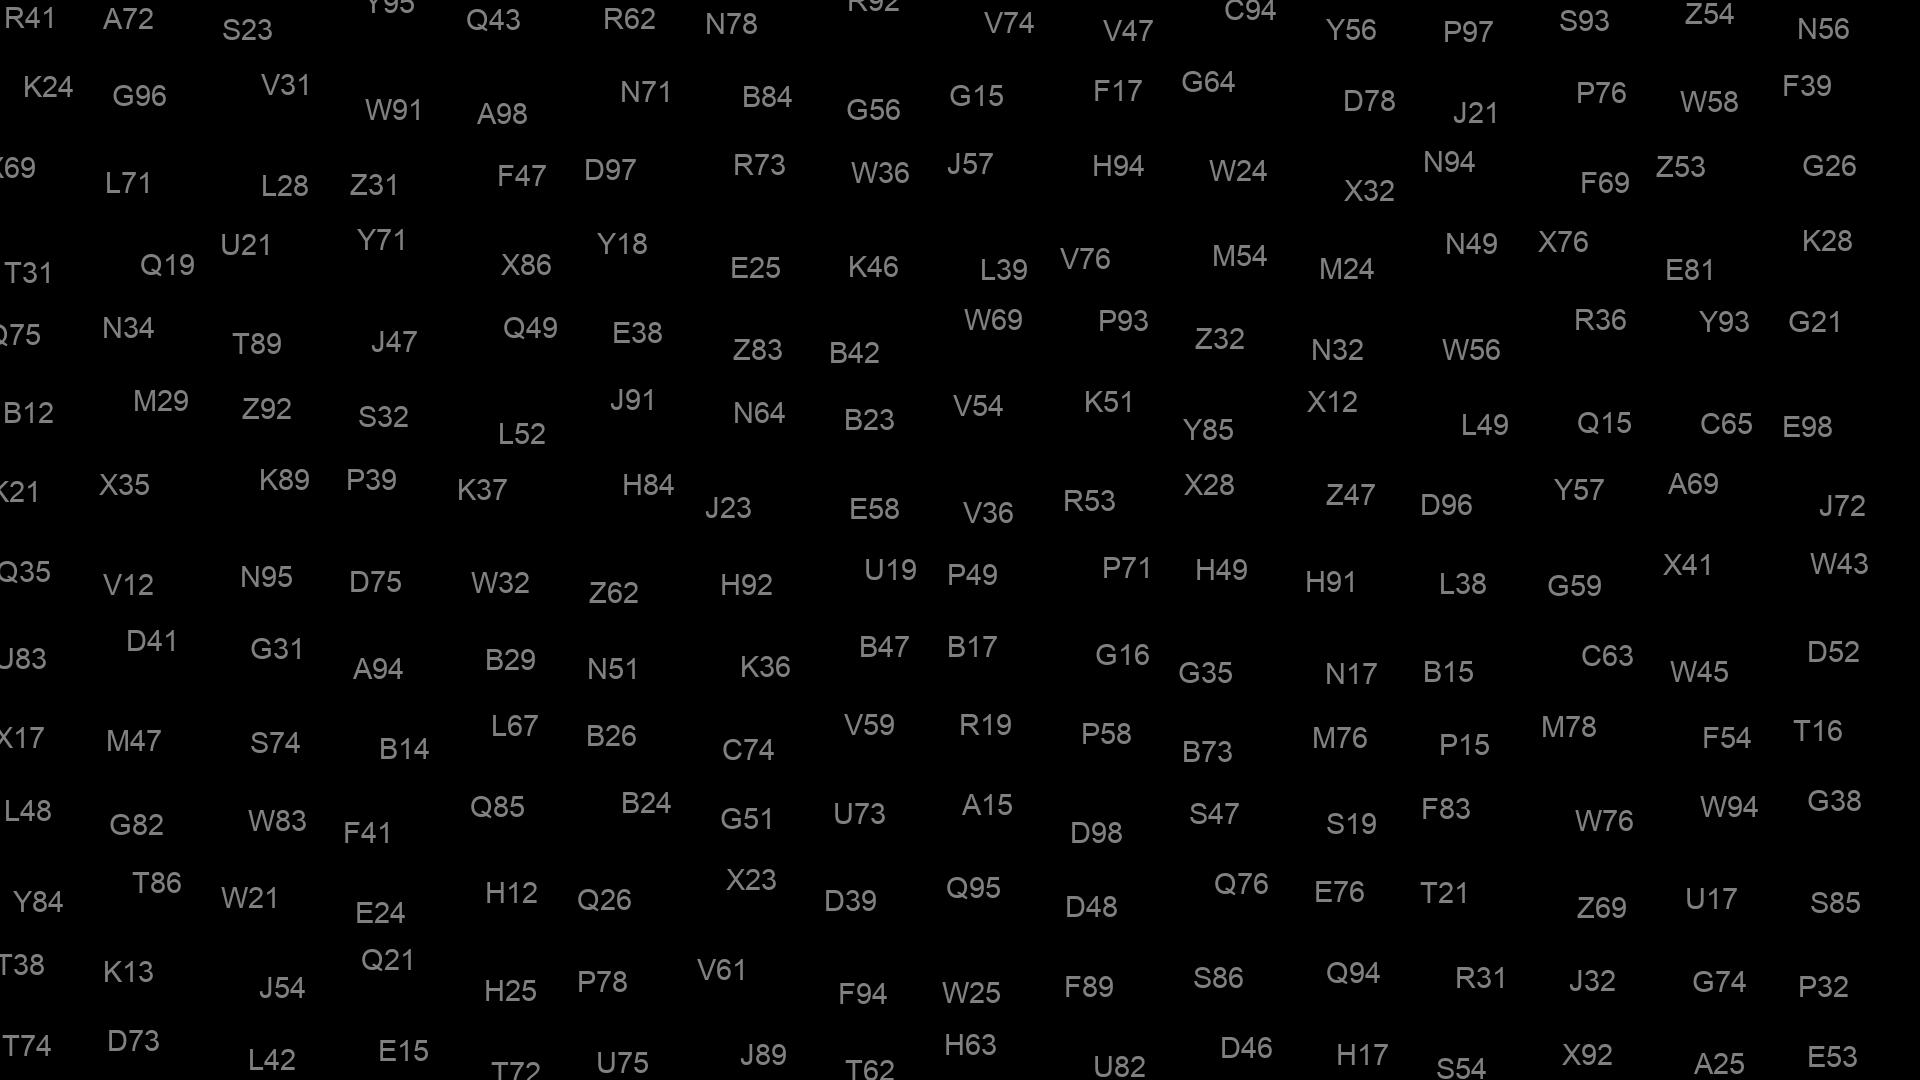 R41 A72 S23 Y95 Q43 R62 N78 R92 V74 V47 C94 Y56 P97 S93 Z54 N56
K24 G96 V31 W91 A98 N71 B84 G56 G15 F17 G64 D78 J21 P76 W58 F39
K69 L71 L28 Z31 F47 D97 R73 W36 J57 H94 W24 X32 N94 F69 Z53 G26
T31 Q19 U21 Y71 X86 Y18 E25 K46 L39 V76 M54 M24 N49 X76 E81 K28
Q75 N34 T89 J47 Q49 E38 Z83 B42 W69 P93 Z32 N32 W56 R36 Y93 G21
B12 M29 Z92 S32 L52 J91 N64 B23 V54 K51 Y85 X12 L49 Q15 C65 E98
K21 X35 K89 P39 K37 H84 J23 E58 V36 R53 X28 Z47 D96 Y57 A69 J72
Q35 V12 N95 D75 W32 Z62 H92 U19 P49 P71 H49 H91 L38 G59 X41 W43
U83 D41 G31 A94 B29 N51 K36 B47 B17 G16 G35 N17 B15 C63 W45 D52
X17 M47 S74 B14 L67 B26 C74 V59 R19 P58 B73 M76 P15 M78 F54 T16
L48 G82 W83 F41 Q85 B24 G51 U73 A15 D98 S47 S19 F83 W76 W94 G38
Y84 T86 W21 E24 H12 Q26 X23 D39 Q95 D48 Q76 E76 T21 Z69 U17 S85
T38 K13 J54 Q21 H25 P78 V61 F94 W25 F89 S86 Q94 R31 J32 G74 P32
T74 D73 L42 E15 T72 U75 J89 T62 H63 U82 D46 H17 S54 X92 A25 E53